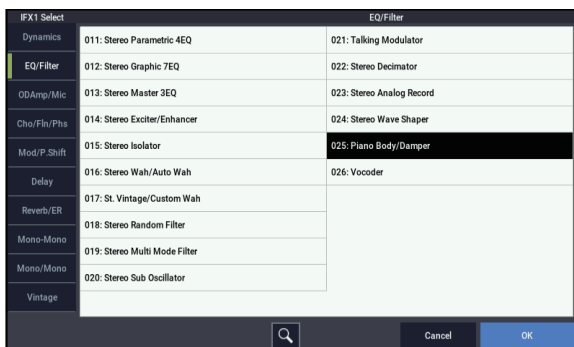 IFX1 Select
EQ/Filter
Dynamics
EQ/Filter
ODAmp/Mic
Cho/Fln/Phs
Mod/P.Shift
Delay
Reverb/ER
Mono-Mono
Mono/Mono
Vintage
011: Stereo Parametric 4EQ
012: Stereo Graphic 7EQ
013: Stereo Master 3EQ
014: Stereo Exciter/Enhancer
015: Stereo Isolator
016: Stereo Wah/Auto Wah
017: St. Vintage/Custom Wah
018: Stereo Random Filter
019: Stereo Multi Mode Filter
020: Stereo Sub Oscillator
021: Talking Modulator
022: Stereo Decimator
023: Stereo Analog Record
024: Stereo Wave Shaper
025: Piano Body/Damper
026: Vocoder
Cancel
OK